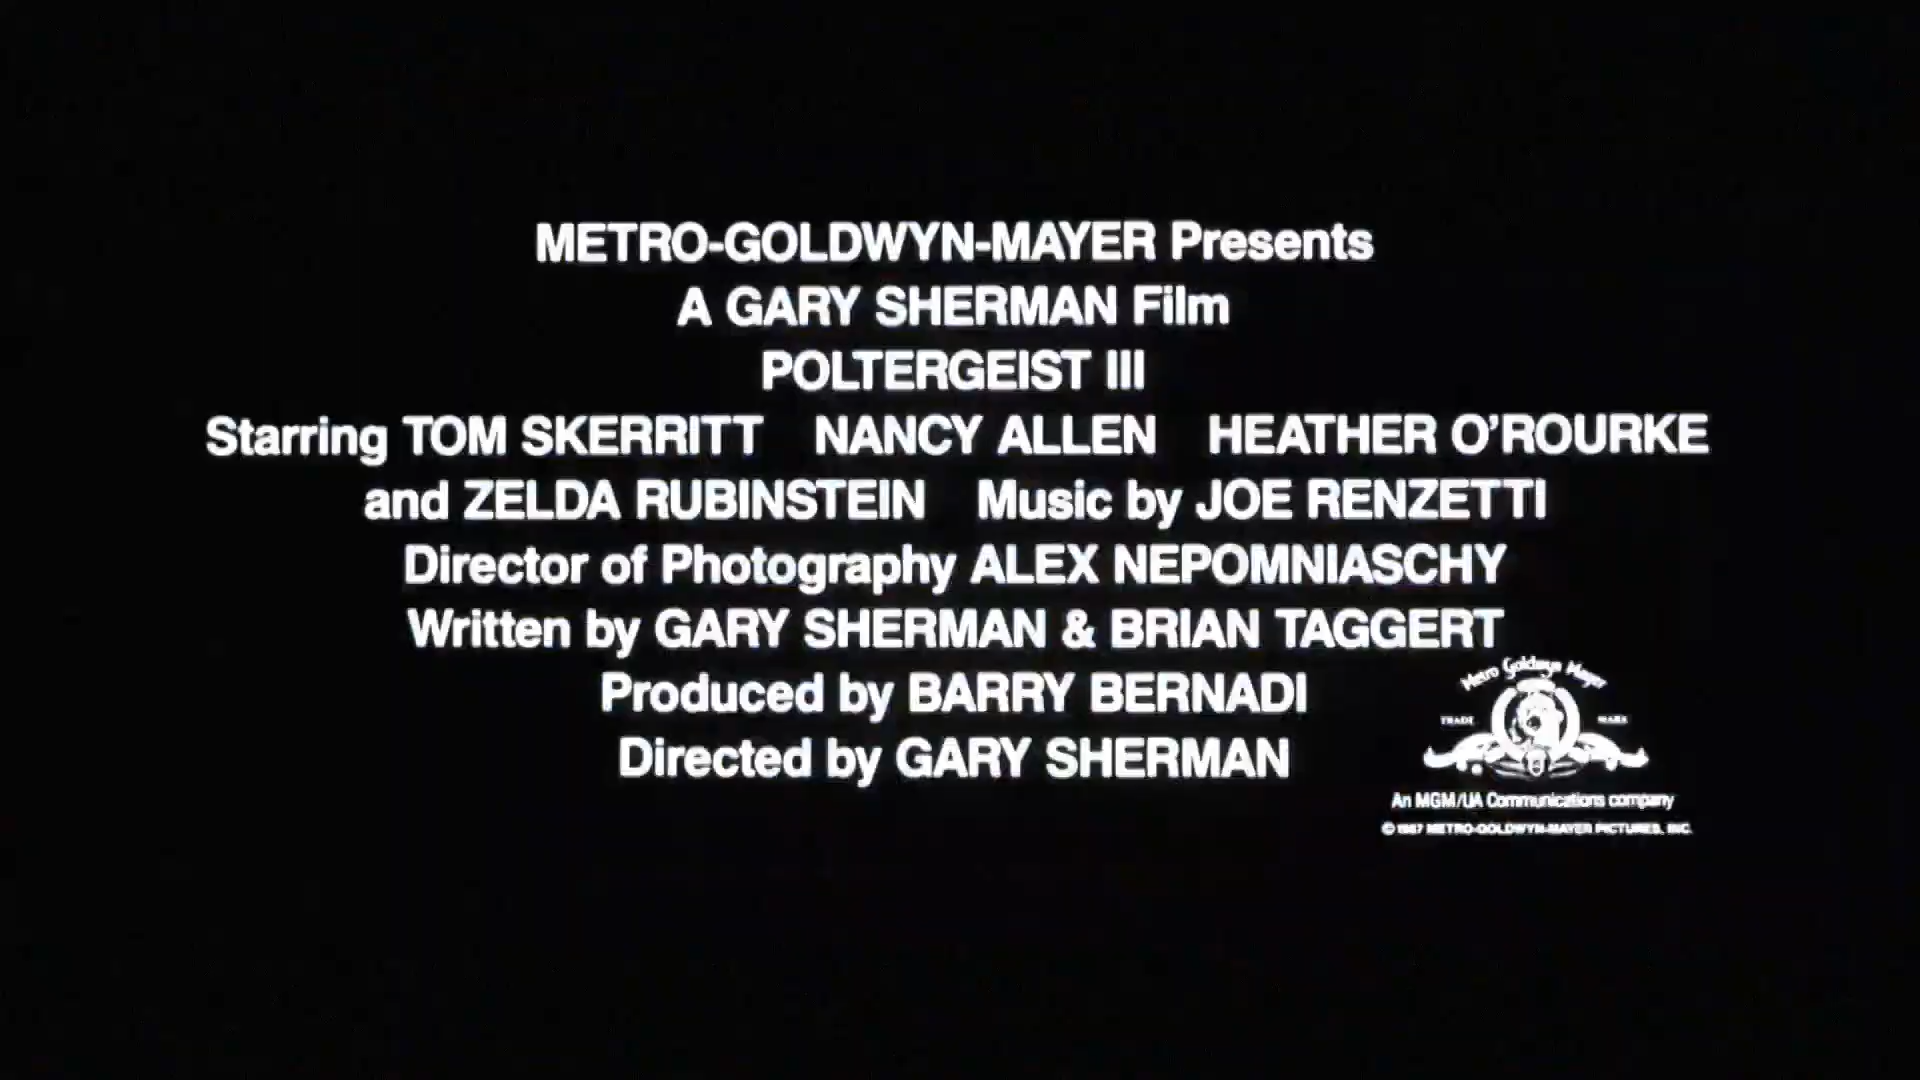 METRO-GOLDWYN-MAYER Presents
A GARY SHERMAN Film
POLTERGEIST III
Starring TOM SKERRITT NANCY ALLEN HEATHER O'ROURKE
and ZELDA RUBINSTEIN Music by JOE RENZETTI
Director of Photography ALEX NEPOMNIASCHY
Written by GARY SHERMAN & BRIAN TAGGERT
Produced by BARRY BERNADI
Directed by GARY SHERMAN
Metro Goldwyn Mayer
TRADE MARK
An MGM/UA Communications company
© 1987 METRO-GOLDWYN-MAYER PICTURES, INC.